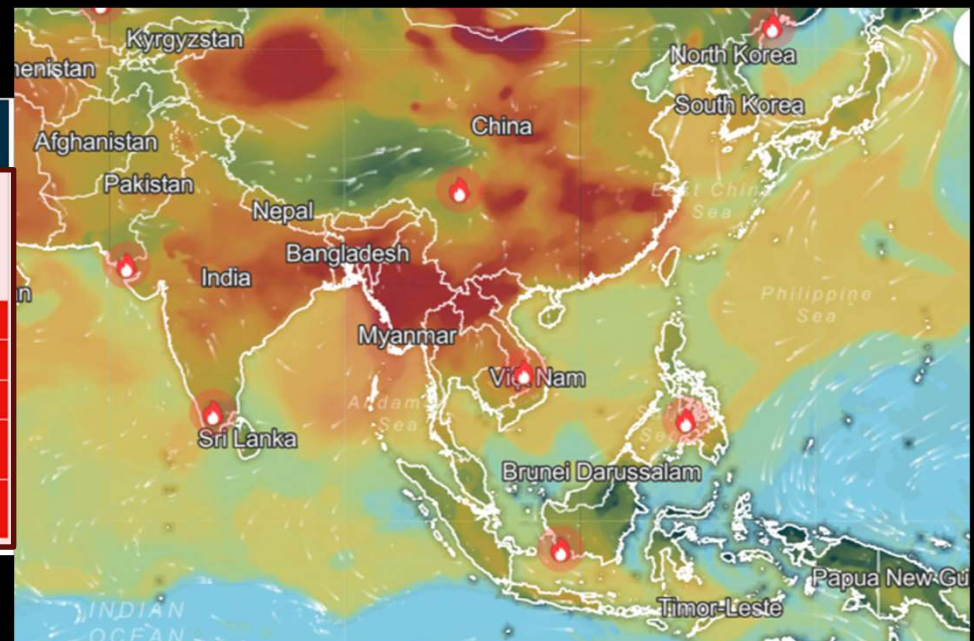 Kyrgyzstan
North Korea
menistan
South Korea
China
Afghanistan
Pakistan
East China
Sea
Nepal
Bangladesh
India
Philippine
Sea
Myanmar
Viet Nam
Andaman
Sea
Sri Lanka
Brunei Darussalam
Papua New Gu
Timor-Leste
INDIAN
OCEAN